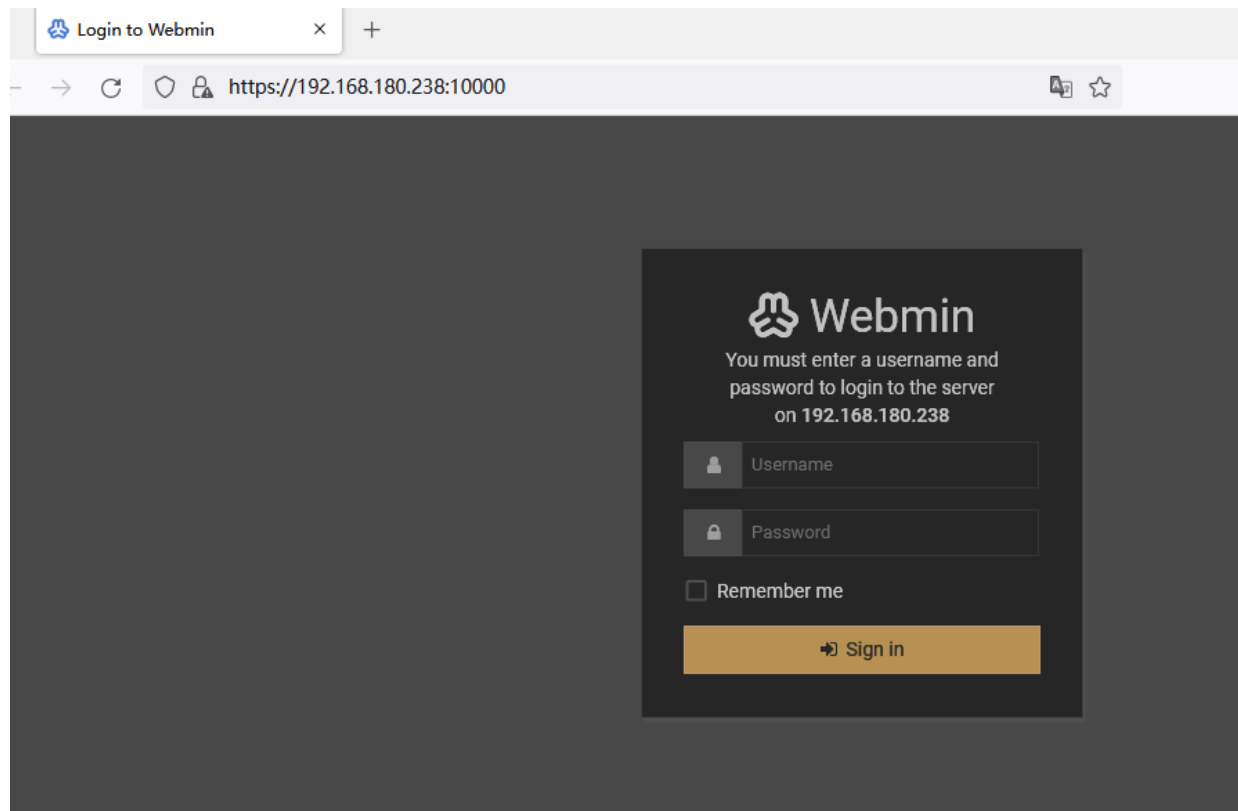 Login to Webmin
https://192.168.180.238:10000
Webmin
You must enter a username and
password to login to the server
on 192.168.180.238
Username
Password
Remember me
Sign in